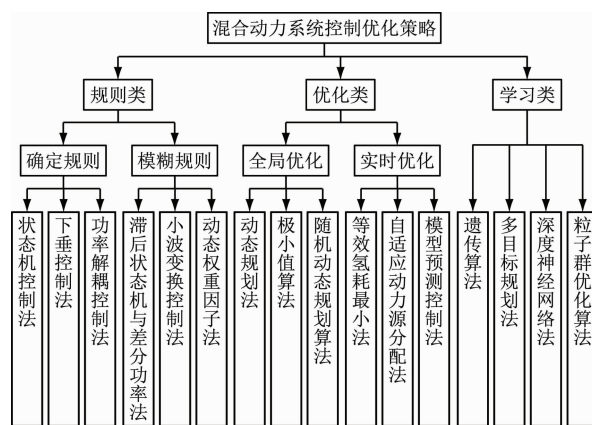 混合动力系统控制优化策略
规则类
优化类
学习类
确定规则
模糊规则
全局优化
实时优化
状态机控制法
下垂控制法
功率解耦控制法
滞后状态机与差分功率法
小波变换控制法
动态权重因子法
动态规划法
极小值算法
随机动态规划算法
等效氢耗最小法
自适应动力源分配法
模型预测控制法
遗传算法
多目标规划法
深度神经网络法
粒子群优化算法